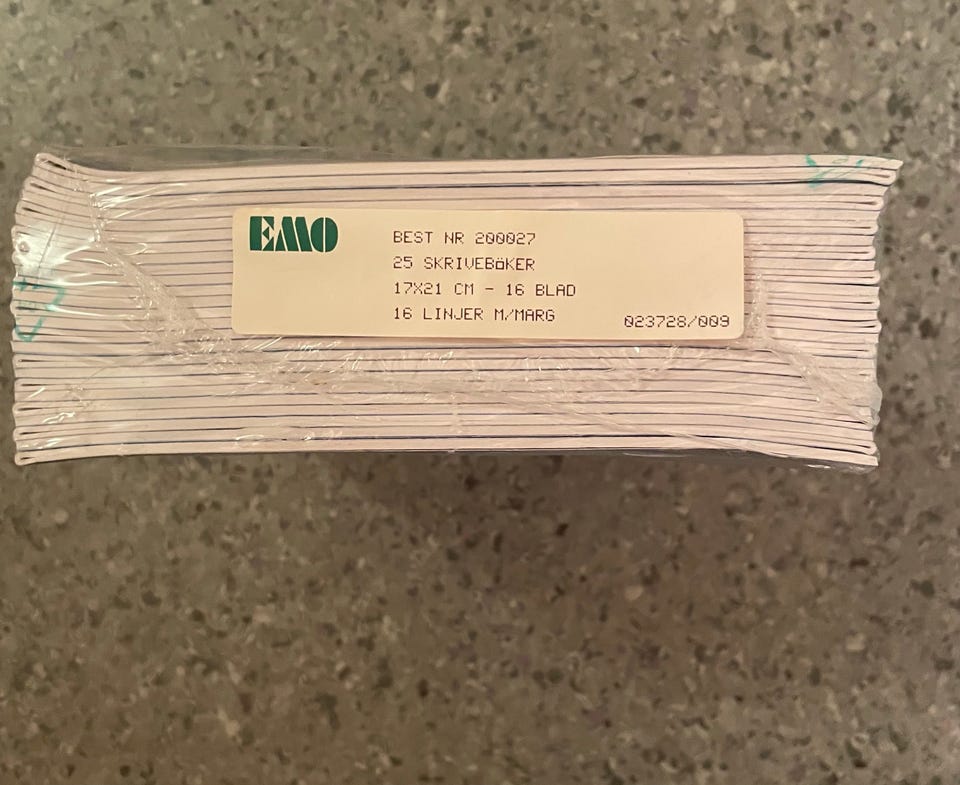 EMO
BEST NR 200027
25 SKRIVEBÖKER
17X21 CM - 16 BLAD
16 LINJER M/MARG
023728/009